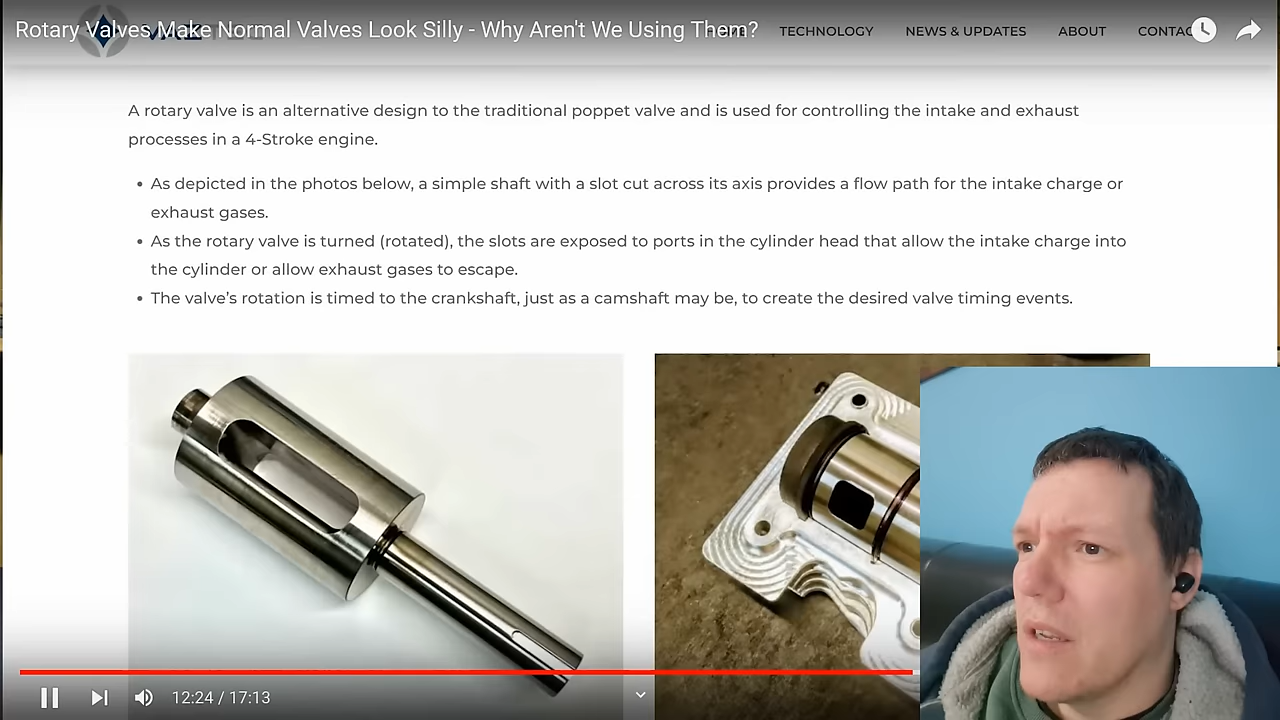 Rotary Valves Make Normal Valves Look Silly - Why Aren't We Using Them?
TECHNOLOGY
NEWS & UPDATES
ABOUT
A rotary valve is an alternative design to the traditional poppet valve and is used for controlling the intake and exhaust
processes in a 4-Stroke engine.
• As depicted in the photos below, a simple shaft with a slot cut across its axis provides a flow path for the intake charge or
exhaust gases.
• As the rotary valve is turned (rotated), the slots are exposed to ports in the cylinder head that allow the intake charge into
the cylinder or allow exhaust gases to escape.
• The valve’s rotation is timed to the crankshaft, just as a camshaft may be, to create the desired valve timing events.
12:24 / 17:13